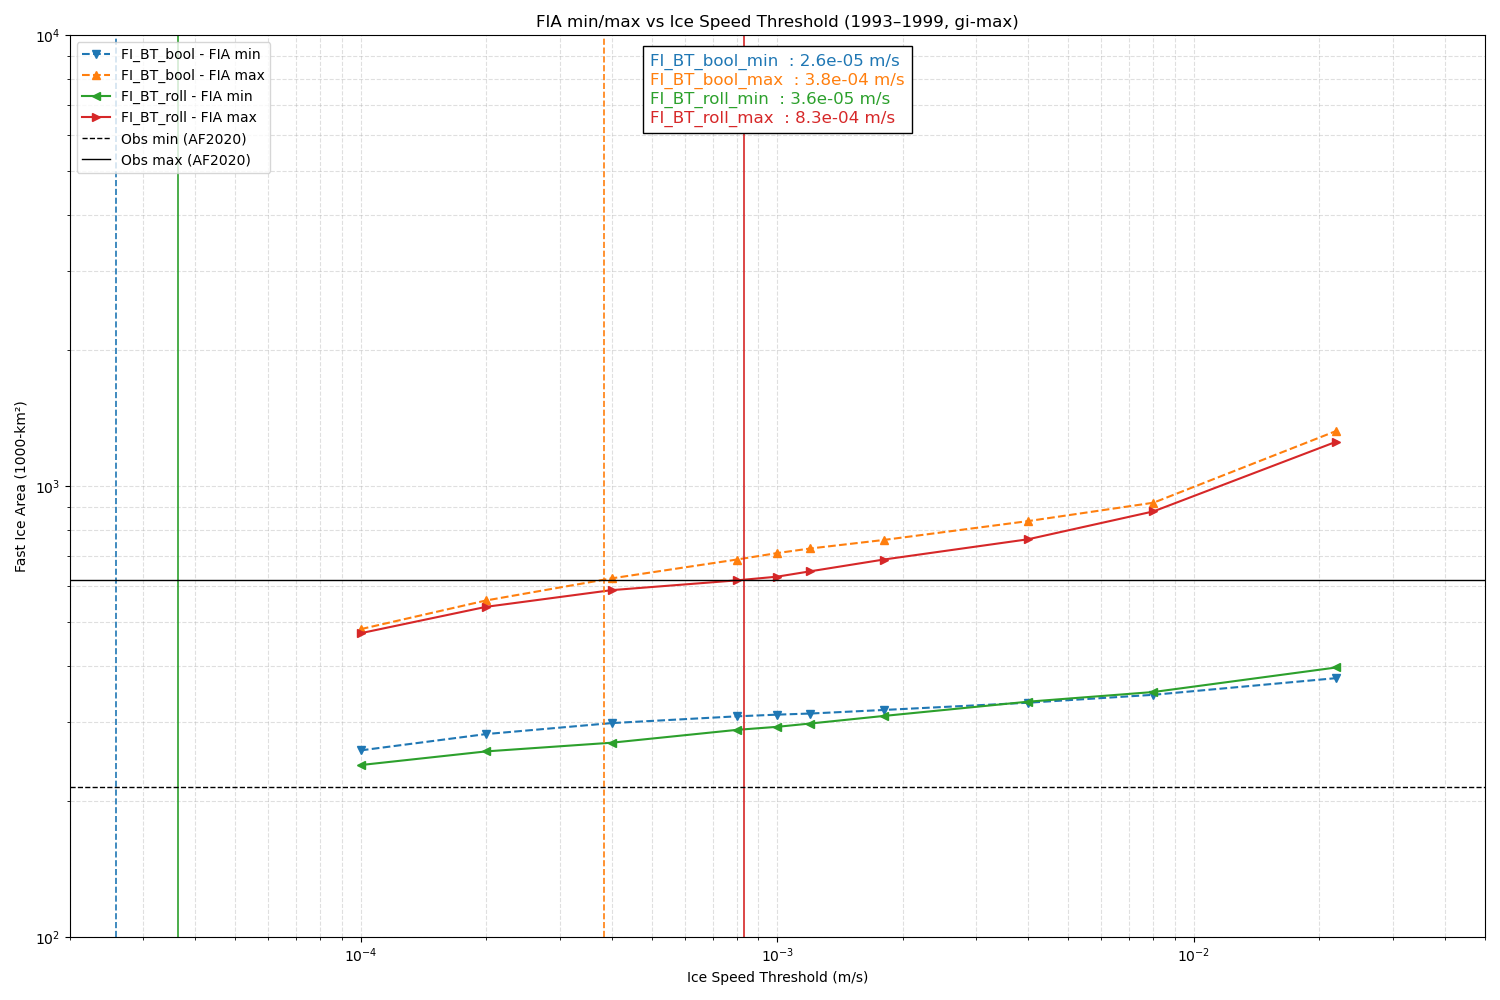 FIA min/max vs Ice Speed Threshold (1993–1999, gi-max)
FI_BT_bool - FIA min
FI_BT_bool - FIA max
FI_BT_roll - FIA min
FI_BT_roll - FIA max
Obs min (AF2020)
Obs max (AF2020)
FI_BT_bool_min : 2.6e-05 m/s
FI_BT_bool_max : 3.8e-04 m/s
FI_BT_roll_min : 3.6e-05 m/s
FI_BT_roll_max : 8.3e-04 m/s
Fast Ice Area (1000-km²)
10⁴
10³
10²
10⁻⁴
10⁻³
10⁻²
Ice Speed Threshold (m/s)